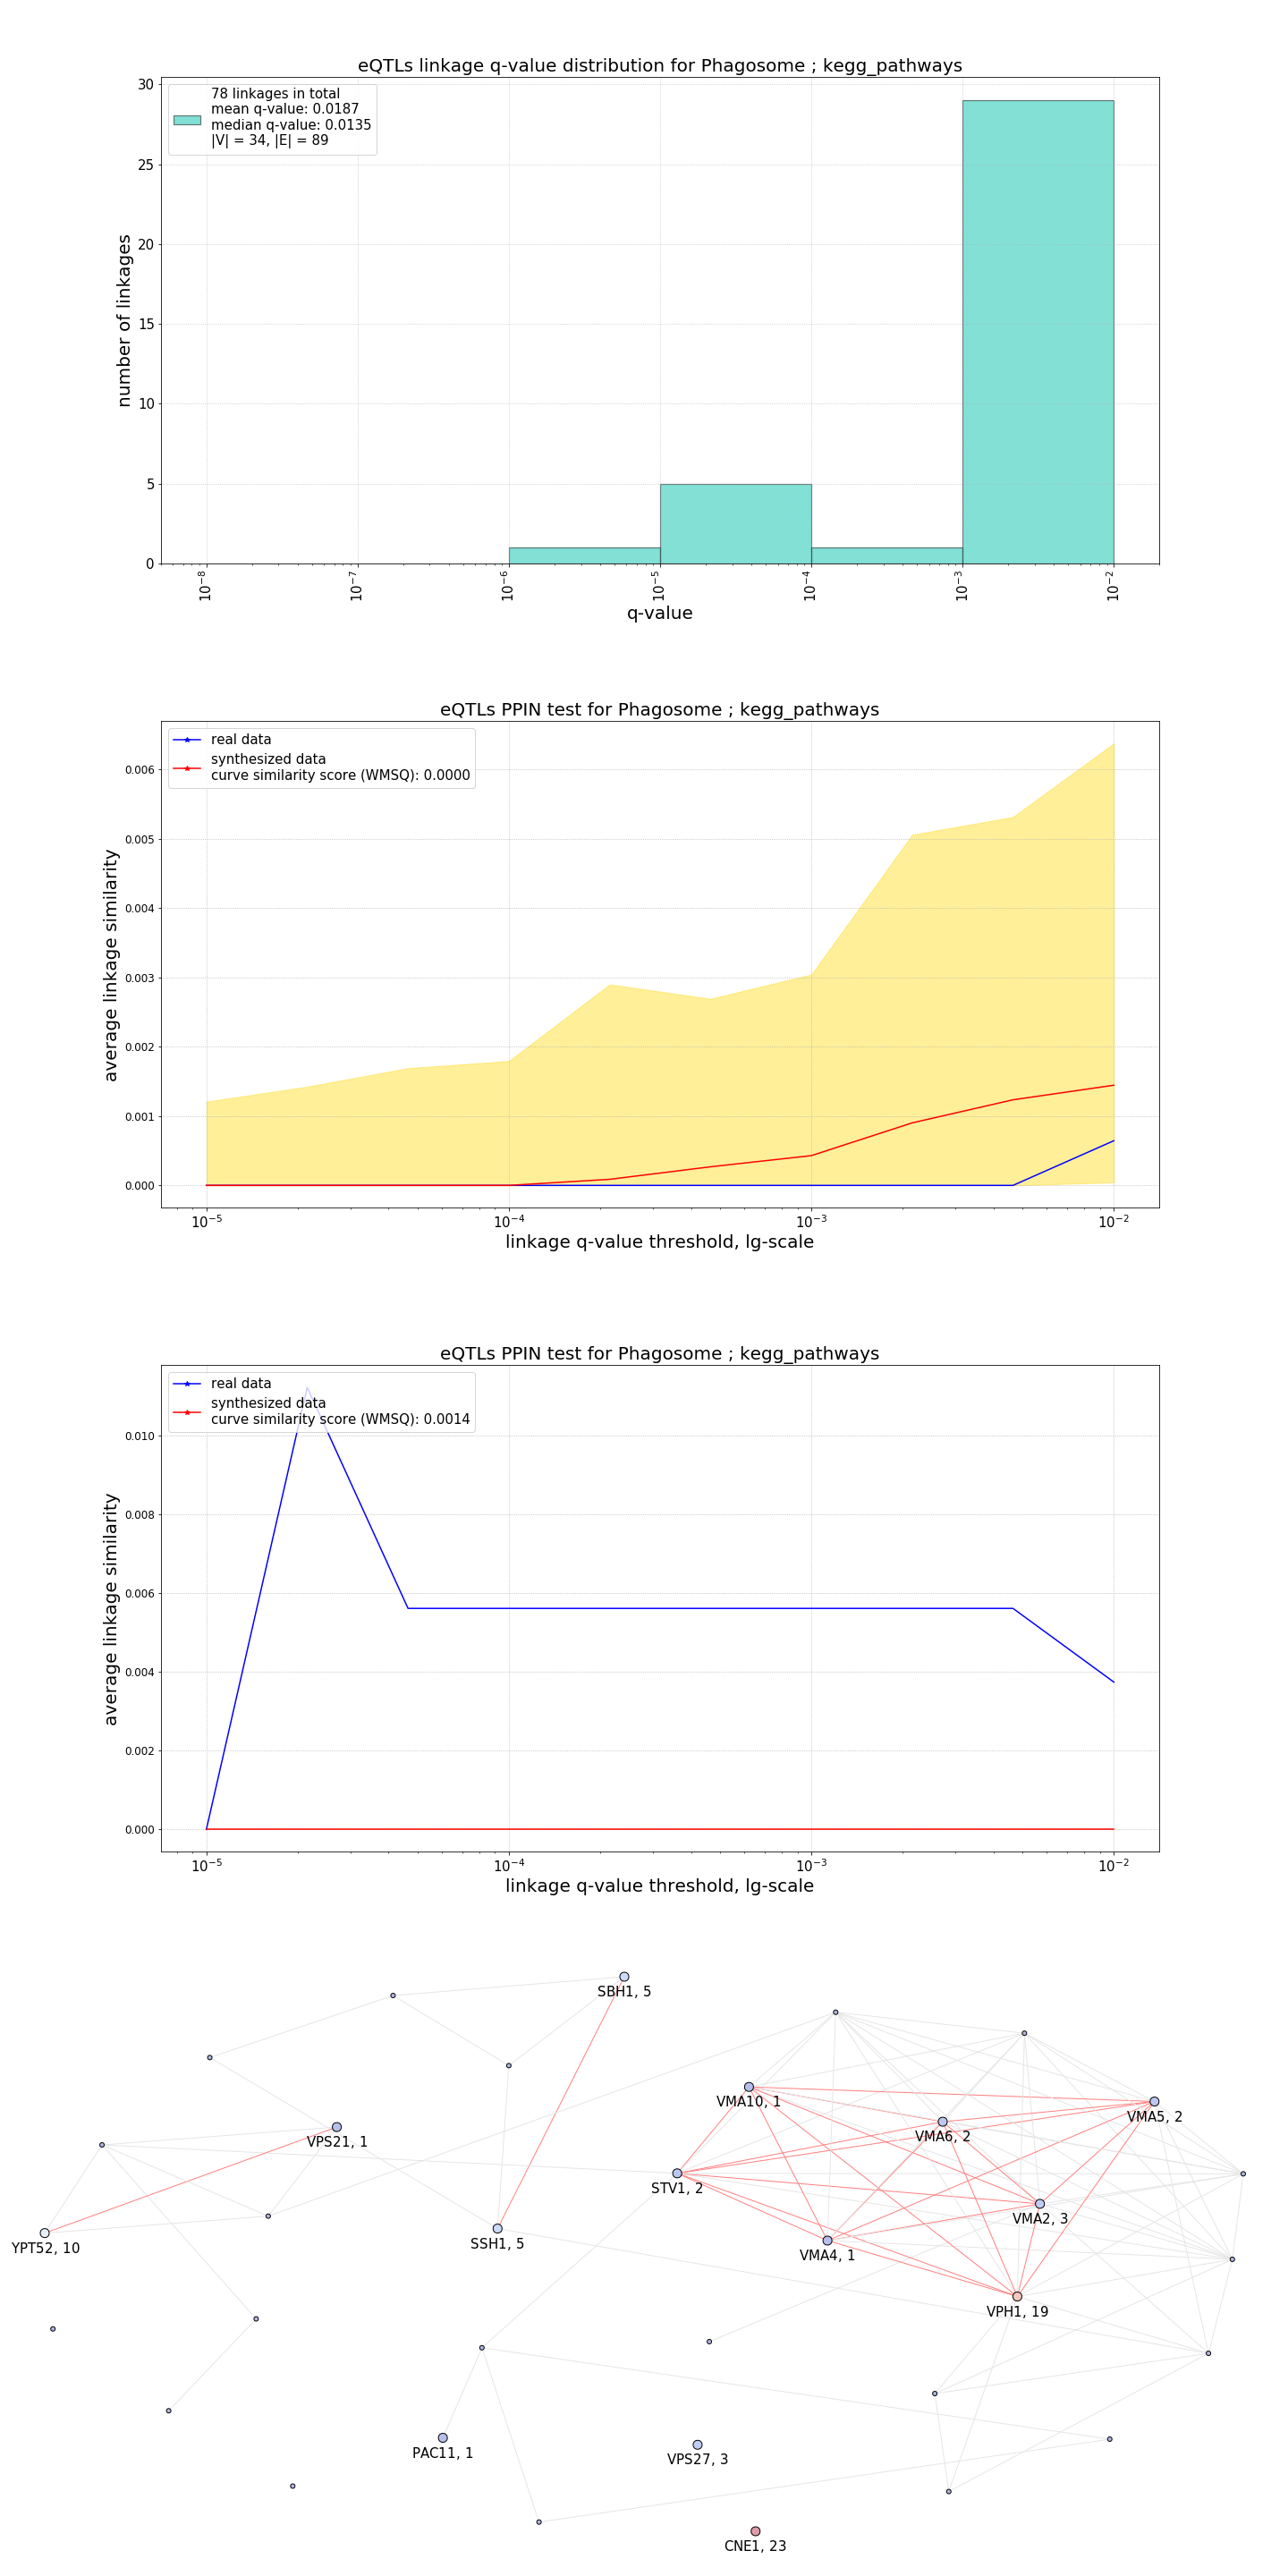 eQTLs linkage q-value distribution for Phagosome ; kegg_pathways
78 linkages in total
mean q-value: 0.0187
median q-value: 0.0135
|V| = 34, |E| = 89
number of linkages
30
25
20
15
10
5
0
10⁻⁸ 10⁻⁷ 10⁻⁶ 10⁻⁵ 10⁻⁴ 10⁻³ 10⁻²
q-value
eQTLs PPIN test for Phagosome ; kegg_pathways
real data
synthesized data
curve similarity score (WMSQ): 0.0000
average linkage similarity
0.006
0.005
0.004
0.003
0.002
0.001
0.000
10⁻⁵ 10⁻⁴ 10⁻³ 10⁻²
linkage q-value threshold, lg-scale
eQTLs PPIN test for Phagosome ; kegg_pathways
real data
synthesized data
curve similarity score (WMSQ): 0.0014
average linkage similarity
0.010
0.008
0.006
0.004
0.002
0.000
10⁻⁵ 10⁻⁴ 10⁻³ 10⁻²
linkage q-value threshold, lg-scale
SBH1, 5
VMA10, 1
VMA5, 2
VMA6, 2
VPS21, 1
STV1, 2
VMA2, 3
SSH1, 5
YPT52, 10
VMA4, 1
VPH1, 19
PAC11, 1
VPS27, 3
CNE1, 23